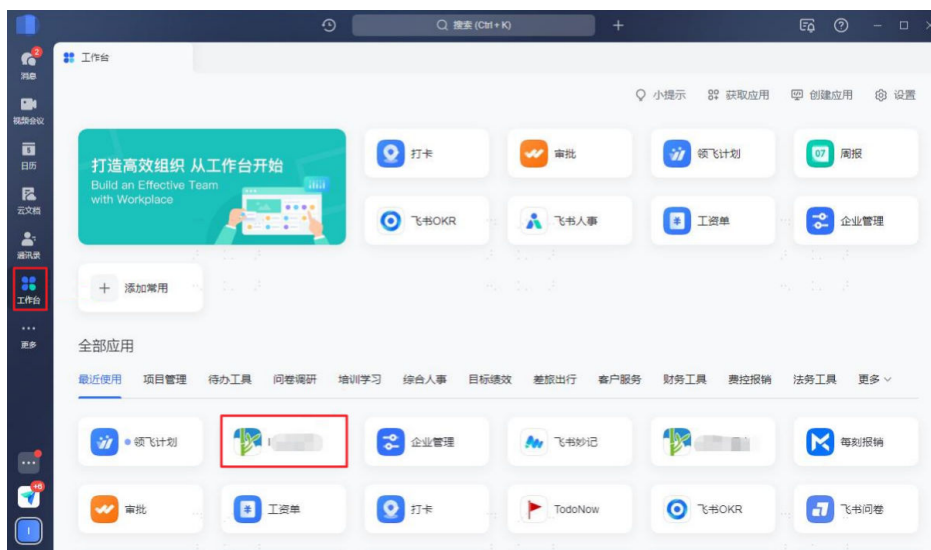 搜索 (Ctrl + K)
2
消息
视频会议
日历
云文档
通讯录
工作台
更多
+6
工作台
小提示
获取应用
创建应用
设置
打造高效组织 从工作台开始
Build an Effective Team
with Workplace
打卡
审批
领飞计划
07
周报
飞书OKR
飞书人事
工资单
企业管理
添加常用
全部应用
最近使用 项目管理 待办工具 问卷调研 培训学习 综合人事 目标绩效 差旅出行 客户服务 财务工具 费控报销 法务工具 更多
领飞计划
企业管理
飞书妙记
每刻报销
审批
工资单
打卡
TodoNow
飞书OKR
飞书问卷